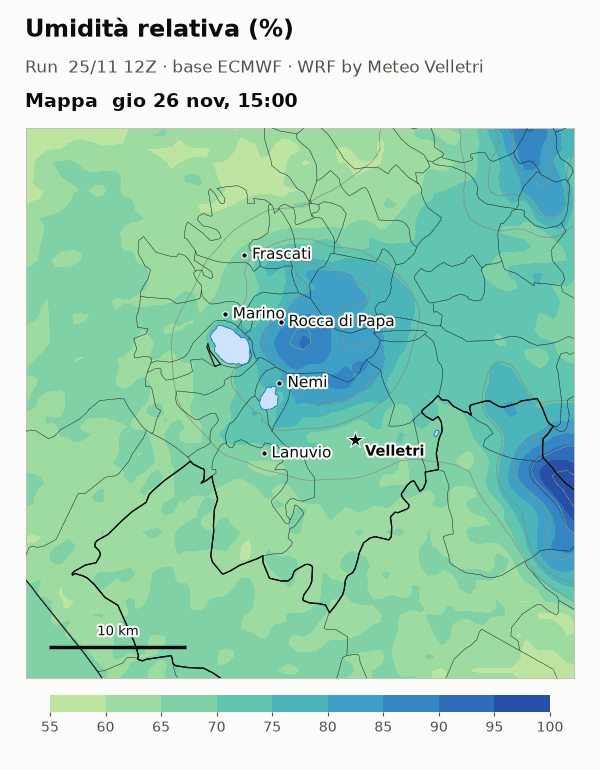 Umidità relativa (%)
Run  25/11 12Z · base ECMWF · WRF by Meteo Velletri
Mappa  gio 26 nov, 15:00
Frascati
Marino
Rocca di Papa
Nemi
Velletri
Lanuvio
10 km
55 60 65 70 75 80 85 90 95 100